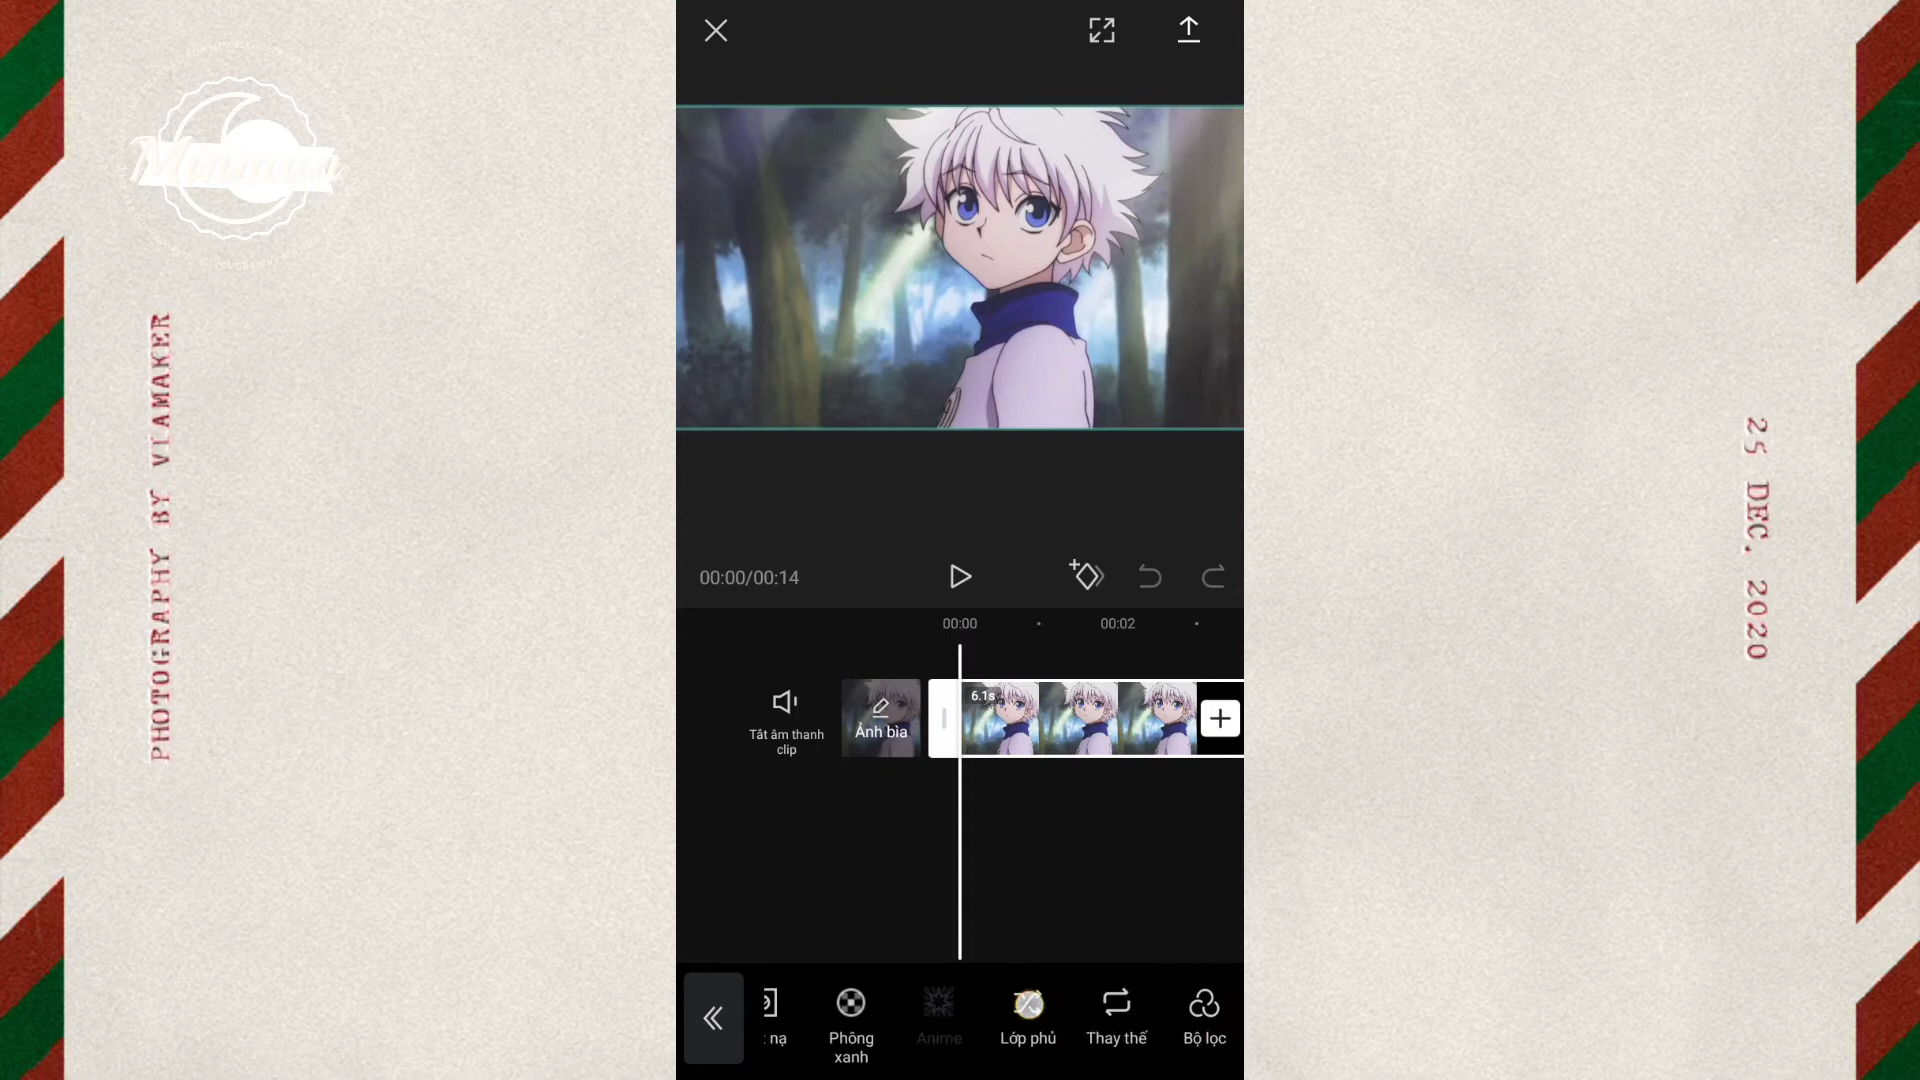 Minmun
PHOTOGRAPHY BY VIAMAKER
25 DEC. 2020
00:00/00:14
00:00
00:02
6.1s
Tắt âm thanh
clip
Ảnh bìa
nạ
Phông
xanh
Anime
Lớp phủ
Thay thế
Bộ lọc